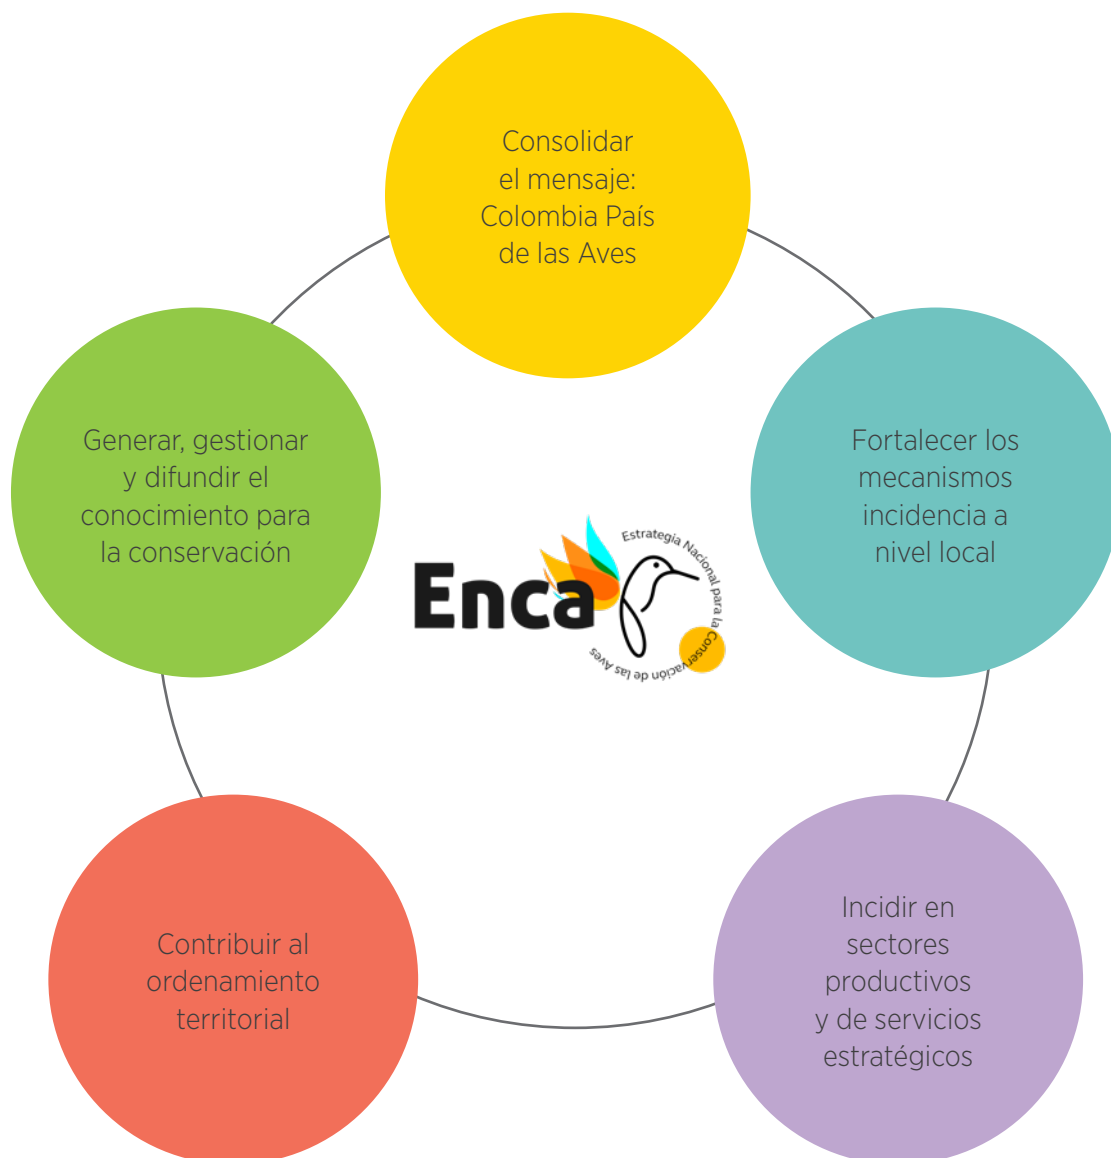 Consolidar
el mensaje:
Colombia País
de las Aves
Generar, gestionar
y difundir el
conocimiento para
la conservación
Fortalecer los
mecanismos
incidencia a
nivel local
Enca
Estrategia Nacional para la Conservación de las Aves
Contribuir al
ordenamiento
territorial
Incidir en
sectores
productivos
y de servicios
estratégicos